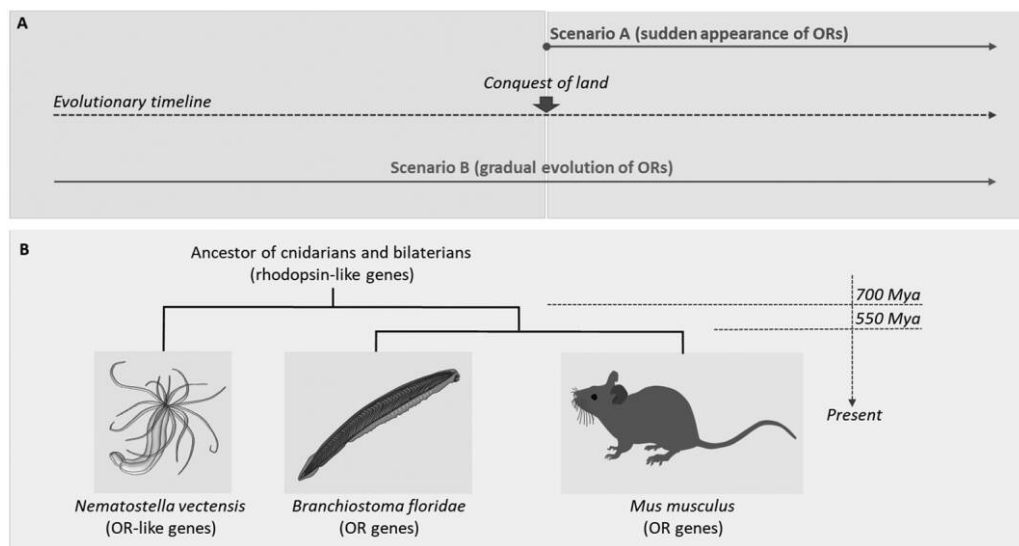 A
Scenario A (sudden appearance of ORs)
Conquest of land
Evolutionary timeline
Scenario B (gradual evolution of ORs)
B
Ancestor of cnidarians and bilaterians
(rhodopsin-like genes)
700 Mya
550 Mya
Present
Nematostella vectensis
(OR-like genes)
Branchiostoma floridae
(OR genes)
Mus musculus
(OR genes)